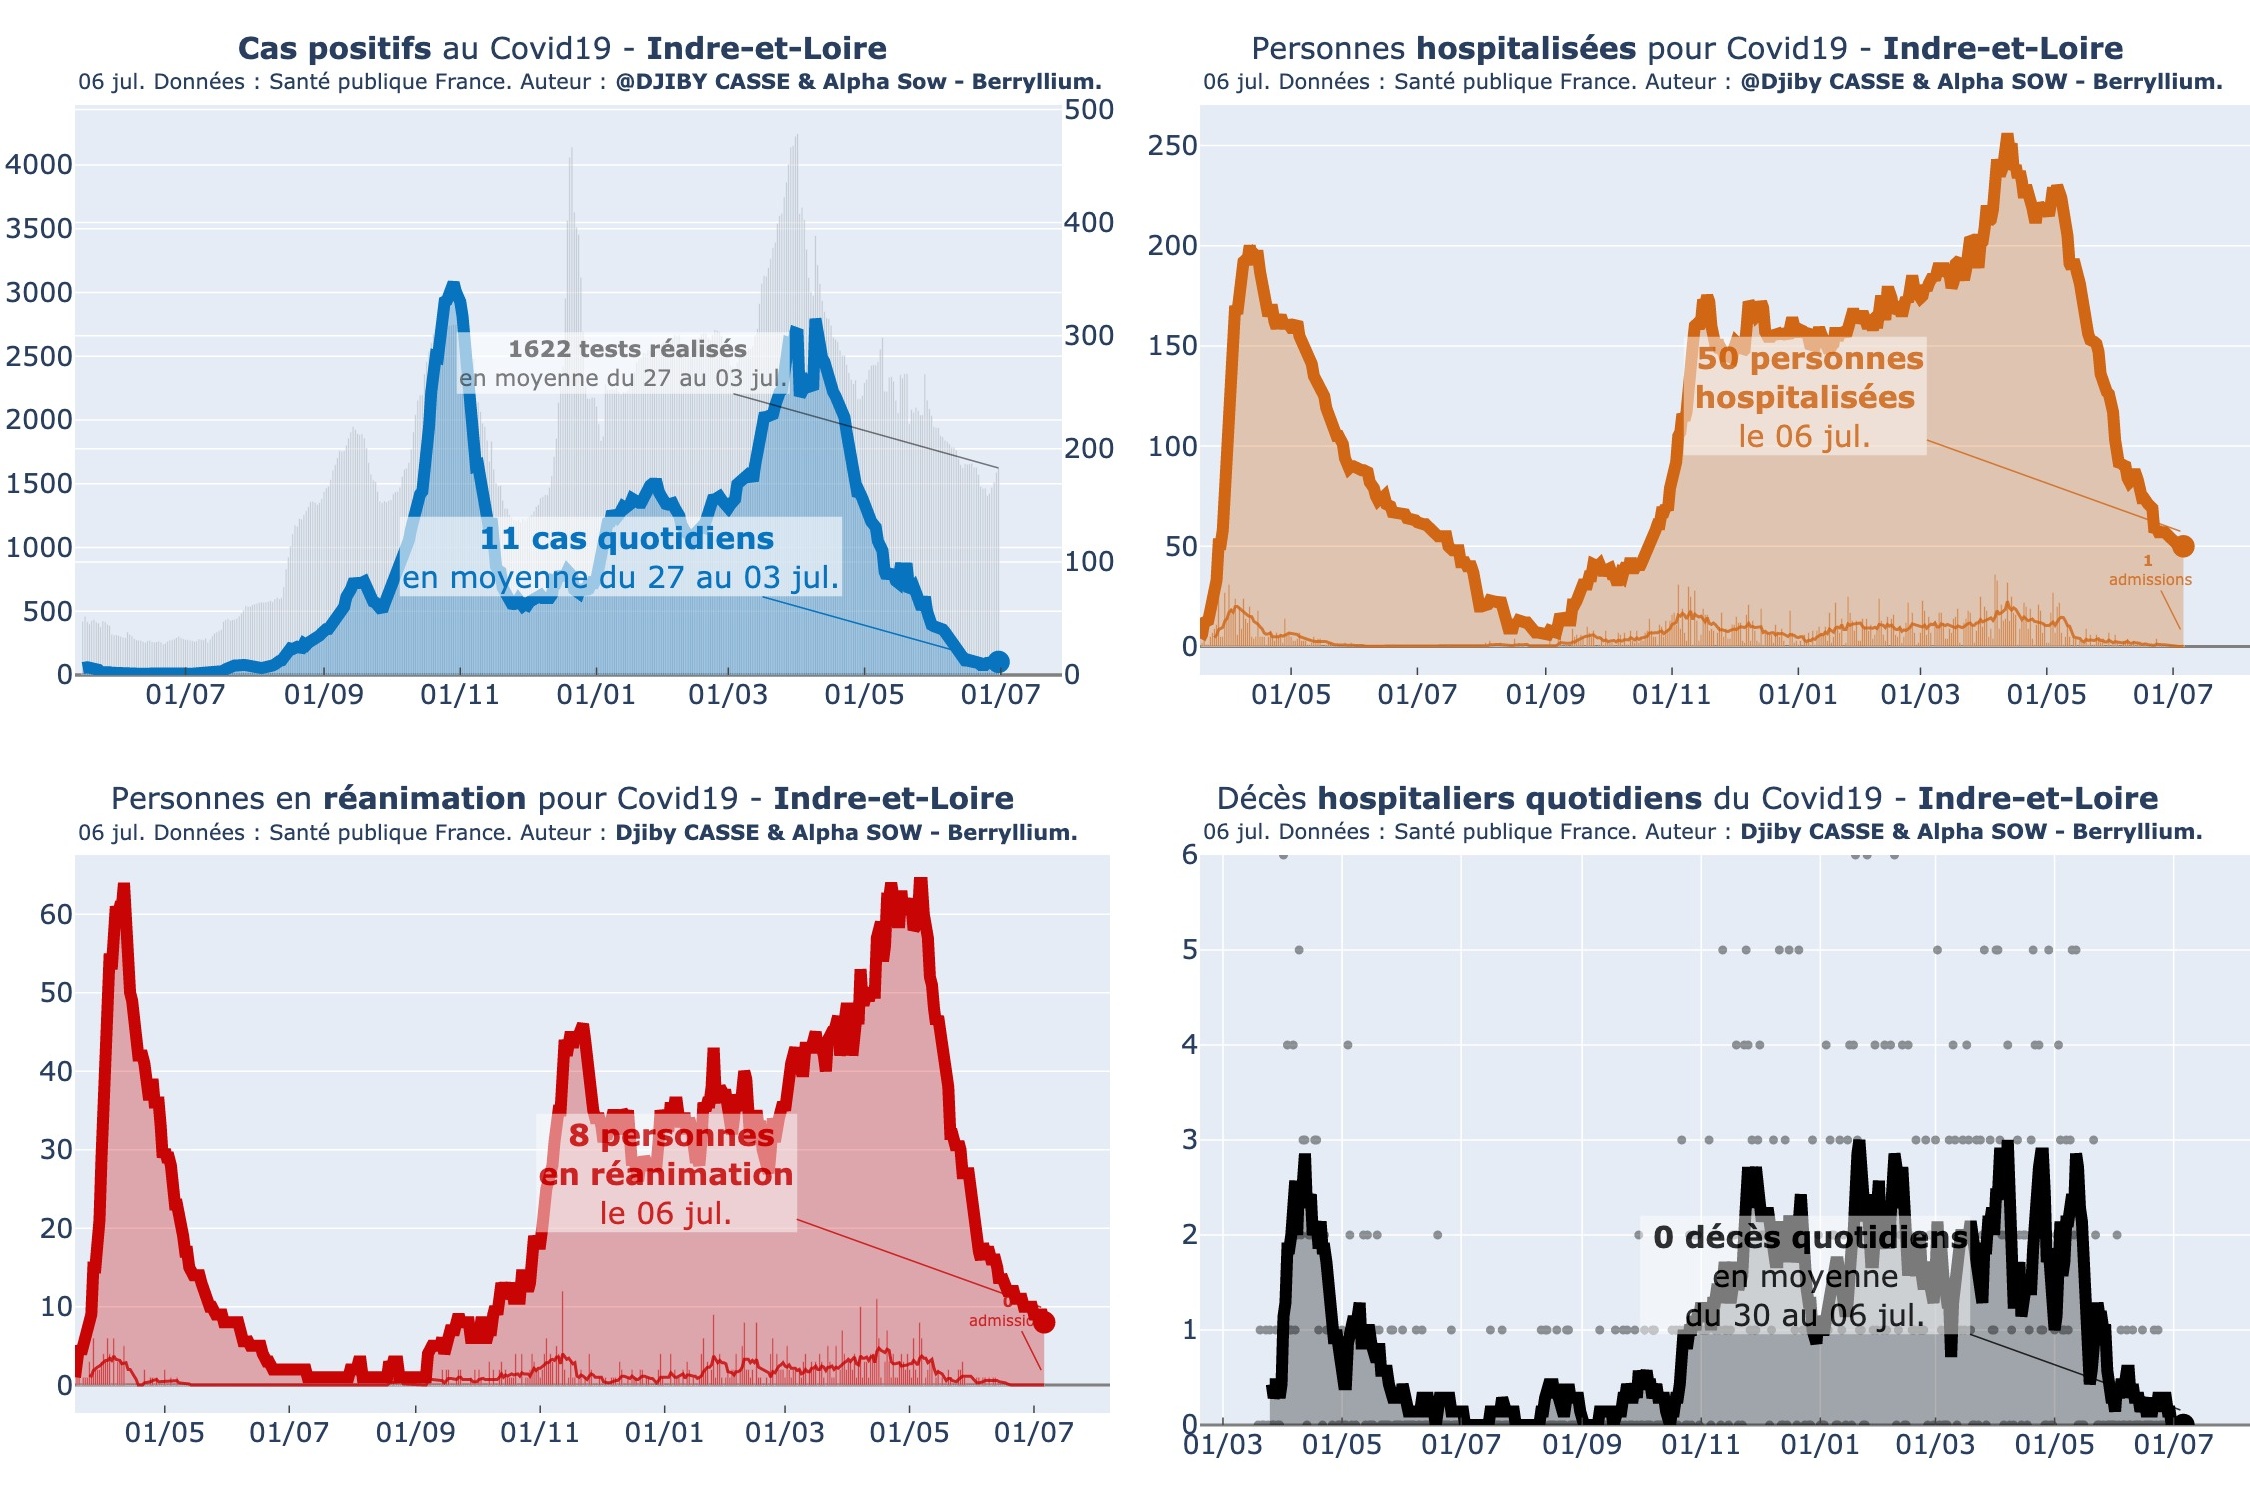 Cas positifs au Covid19 - Indre-et-Loire
06 jul. Données : Santé publique France. Auteur : @DJIBY CASSE & Alpha Sow - Berryllium.
500
4000
3500
400
3000
300
2500
2000
200
1500
1000
100
500
0
0
1622 tests réalisés
en moyenne du 27 au 03 jul.
11 cas quotidiens
en moyenne du 27 au 03 jul.
01/07 01/09 01/11 01/01 01/03 01/05 01/07
Personnes hospitalisées pour Covid19 - Indre-et-Loire
06 jul. Données : Santé publique France. Auteur : @Djiby CASSE & Alpha SOW - Berryllium.
250
200
150
100
50
0
50 personnes
hospitalisées
le 06 jul.
1
admissions
01/05 01/07 01/09 01/11 01/01 01/03 01/05 01/07
Personnes en réanimation pour Covid19 - Indre-et-Loire
06 jul. Données : Santé publique France. Auteur : Djiby CASSE & Alpha SOW - Berryllium.
60
50
40
30
20
10
0
8 personnes
en réanimation
le 06 jul.
01/05 01/07 01/09 01/11 01/01 01/03 01/05 01/07
Décès hospitaliers quotidiens du Covid19 - Indre-et-Loire
06 jul. Données : Santé publique France. Auteur : Djiby CASSE & Alpha SOW - Berryllium.
6
5
4
3
2
1
0
0 décès quotidiens
en moyenne
du 30 au 06 jul.
01/03 01/05 01/07 01/09 01/11 01/01 01/03 01/05 01/07